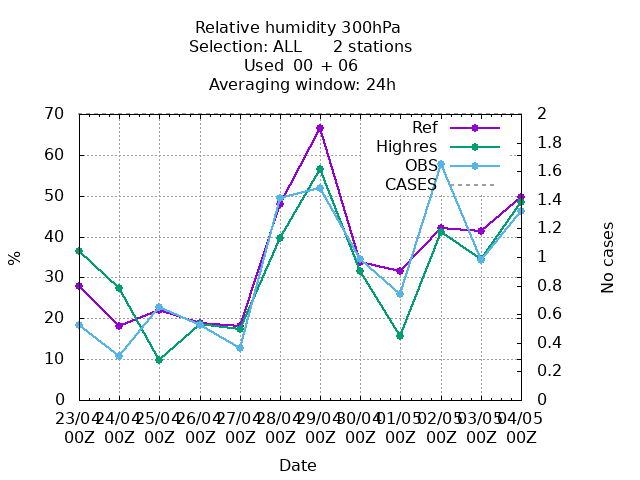 Relative humidity 300hPa
Selection: ALL 2 stations
Used 00 + 06
Averaging window: 24h
70 2
Ref 1.8
60 Highres 1.6
OBS
50 CASES 1.4
40 1.2
% 1 No cases
30 0.8
20 0.6
0.4
10 0.2
0 0
23/04 24/04 25/04 26/04 27/04 28/04 29/04 30/04 01/05 02/05 03/05 04/05
00Z 00Z 00Z 00Z 00Z 00Z 00Z 00Z 00Z 00Z 00Z 00Z
Date